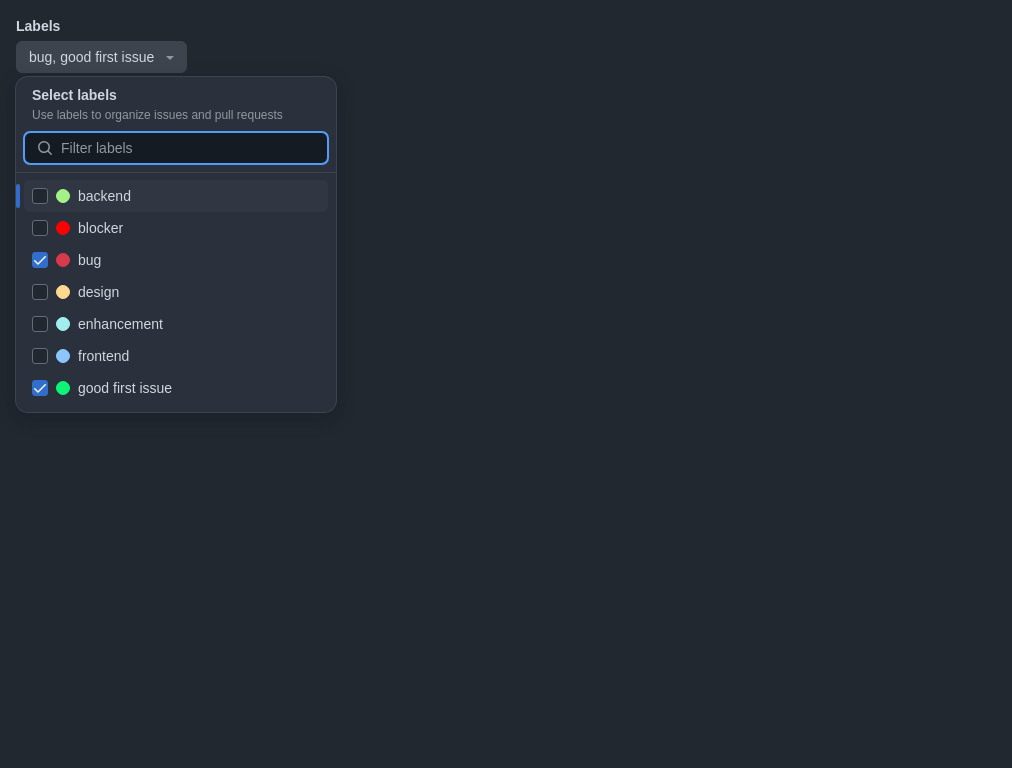 Labels
bug, good first issue
Select labels
Use labels to organize issues and pull requests
Filter labels
backend
blocker
bug
design
enhancement
frontend
good first issue